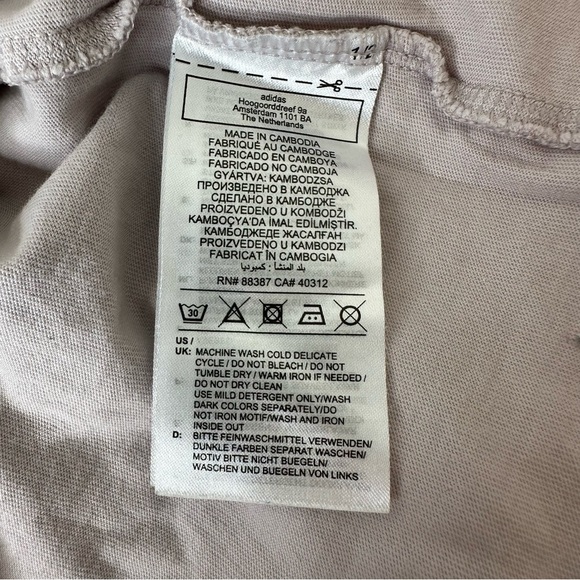 adidas
Hoogoorddreef 9a
Amsterdam 1101 BA
The Netherlands
MADE IN CAMBODIA
FABRIQUÉ AU CAMBODGE
FABRICADO EN CAMBOYA
FABRICADO NO CAMBOJA
GYÁRTVA: KAMBODZSA
ПРОИЗВЕДЕНО В КАМБОДЖА
СДЕЛАНО В КАМБОДЖЕ
PROIZVEDENO U KOMBODŽI
KAMBOÇYA'DA İMAL EDİLMİŞTİR.
КАМБОДЖЕДЕ ЖАСАЛҒАН
PROIZVEDENO U KAMBODZI
FABRICAT ÎN CAMBOGIA
بلد المنشأ : كمبوديا
RN# 88387 CA# 40312
30
US /
UK: MACHINE WASH COLD DELICATE
CYCLE / DO NOT BLEACH / DO NOT
TUMBLE DRY / WARM IRON IF NEEDED /
DO NOT DRY CLEAN
USE MILD DETERGENT ONLY/WASH
DARK COLORS SEPARATELY/DO
NOT IRON MOTIF/WASH AND IRON
INSIDE OUT
D: BITTE FEINWASCHMITTEL VERWENDEN/
DUNKLE FARBEN SEPARAT WASCHEN/
MOTIV BITTE NICHT BUEGELN/
WASCHEN UND BUEGELN VON LINKS